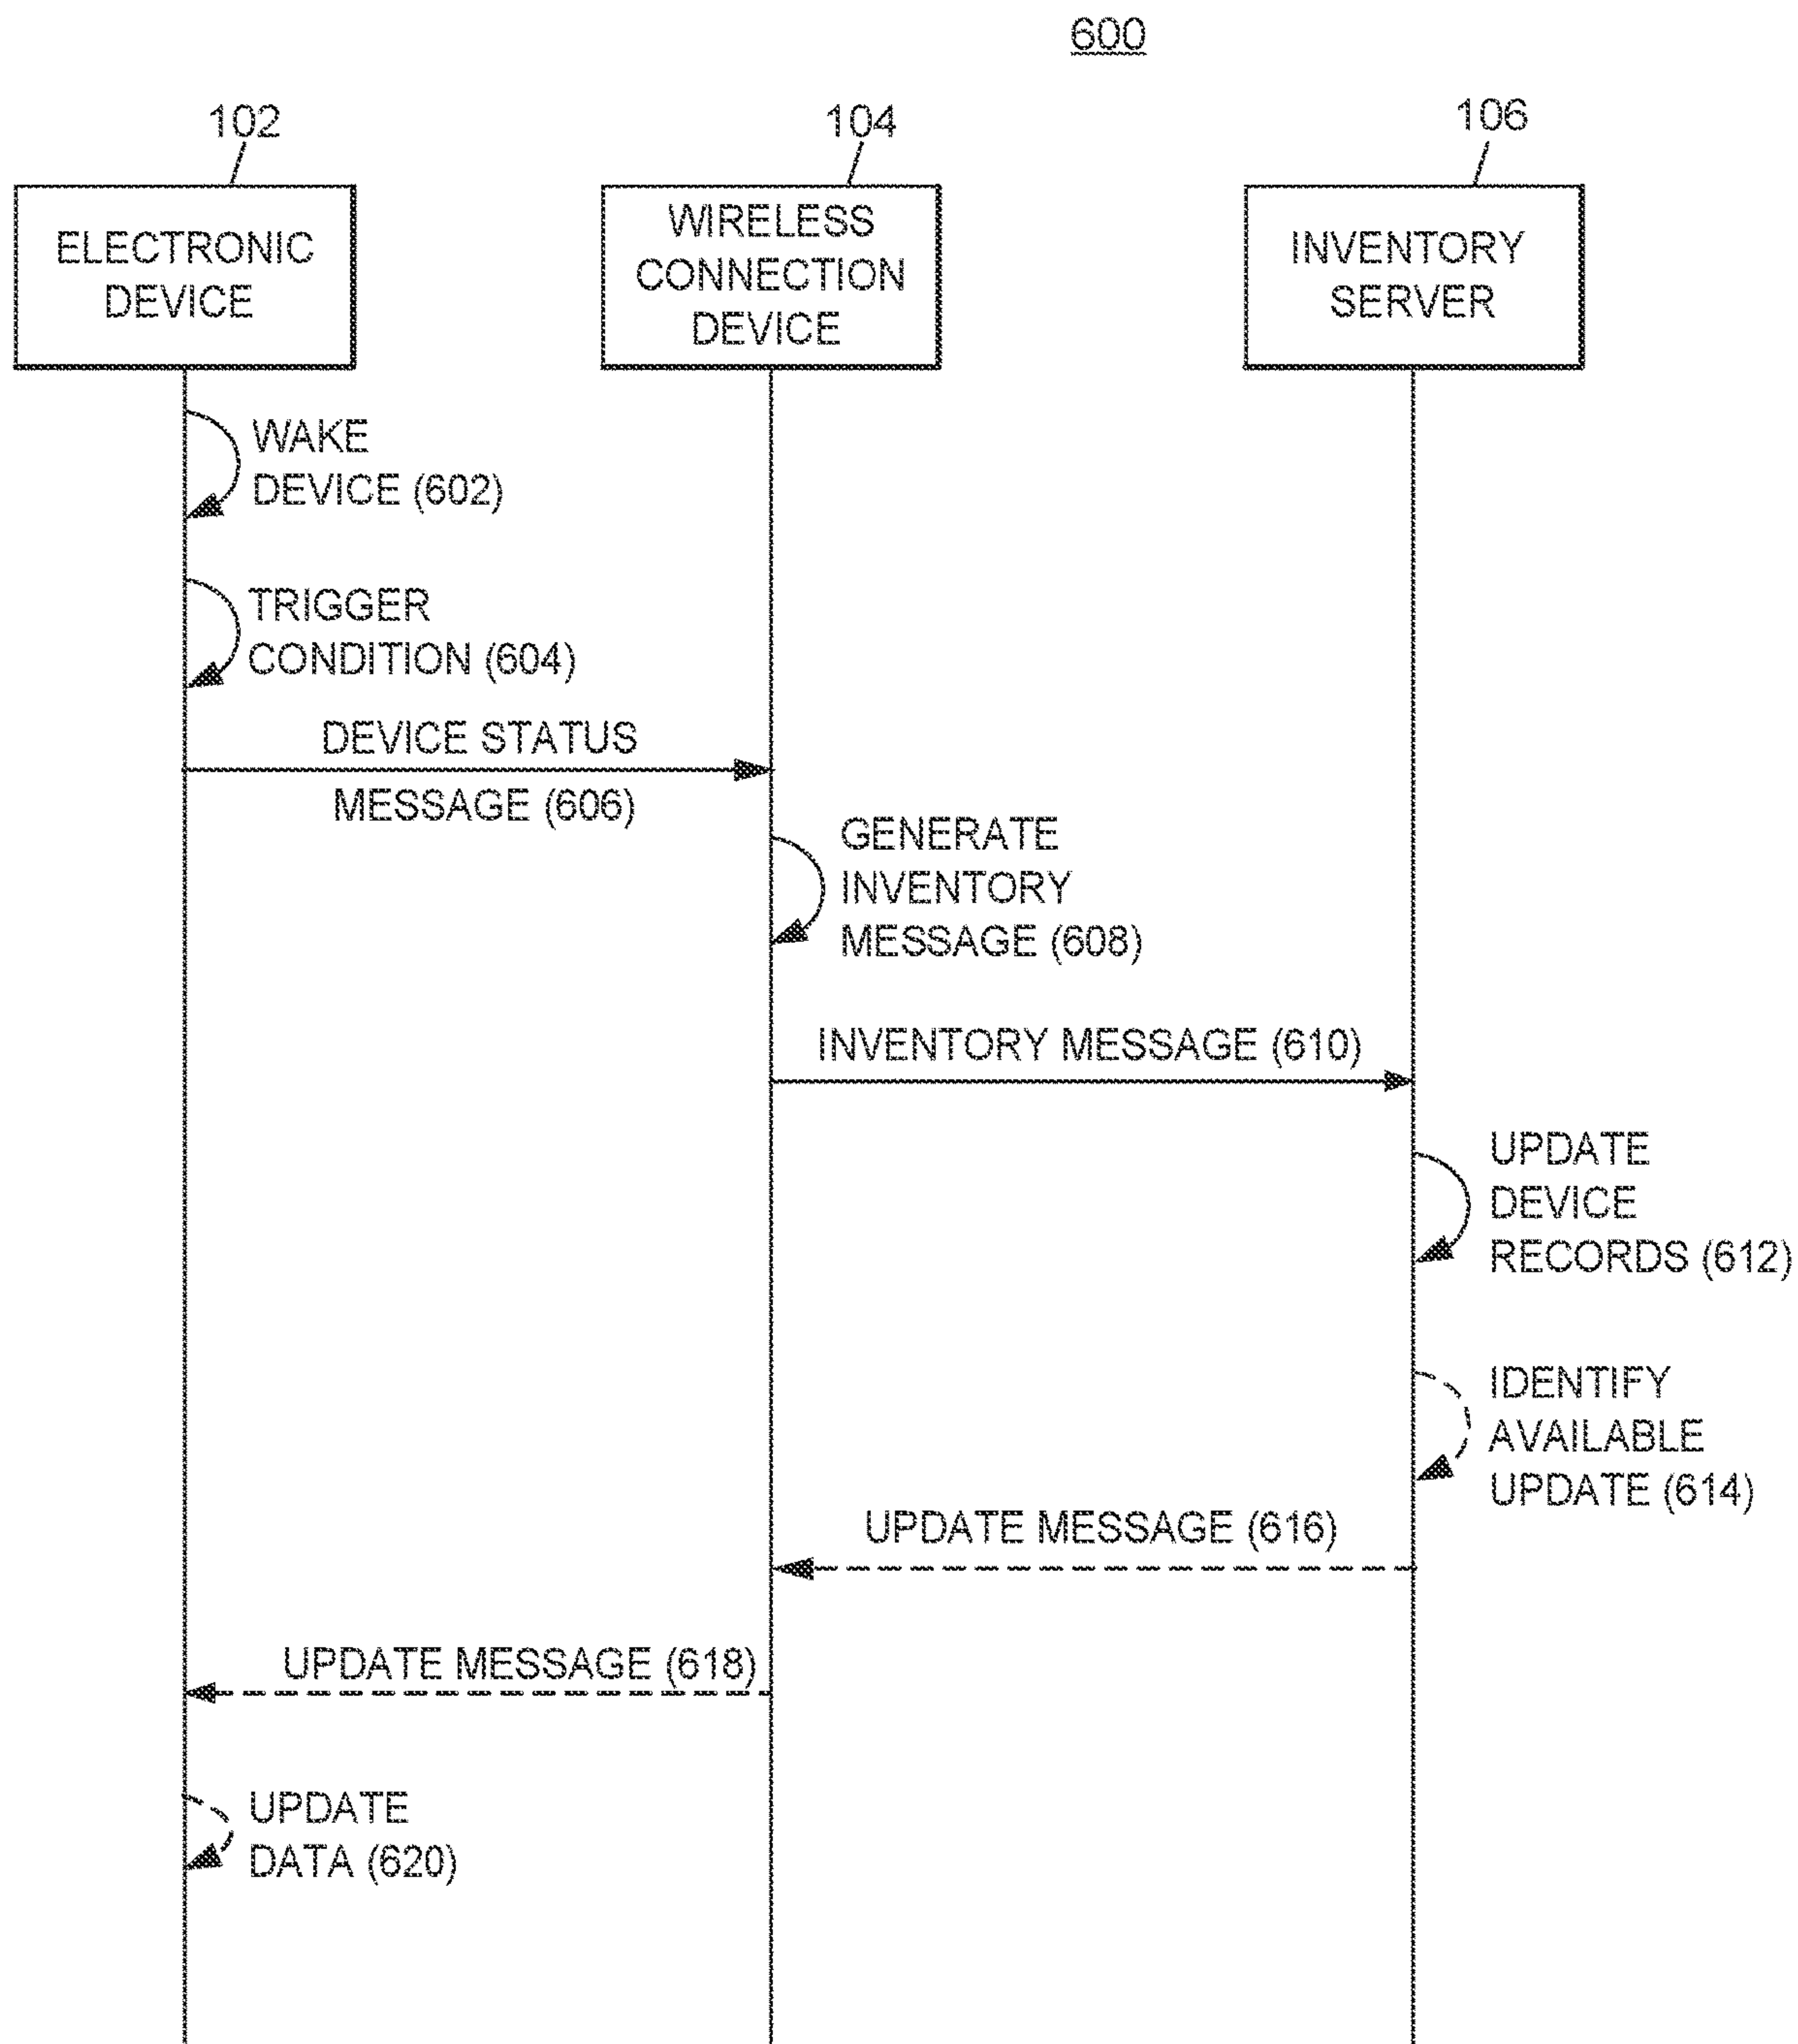 600
102
104
106
ELECTRONIC
DEVICE
WIRELESS
CONNECTION
DEVICE
INVENTORY
SERVER
WAKE
DEVICE (602)
TRIGGER
CONDITION (604)
DEVICE STATUS
MESSAGE (606)
GENERATE
INVENTORY
MESSAGE (608)
INVENTORY MESSAGE (610)
UPDATE
DEVICE
RECORDS (612)
IDENTIFY
AVAILABLE
UPDATE (614)
UPDATE MESSAGE (616)
UPDATE MESSAGE (618)
UPDATE
DATA (620)